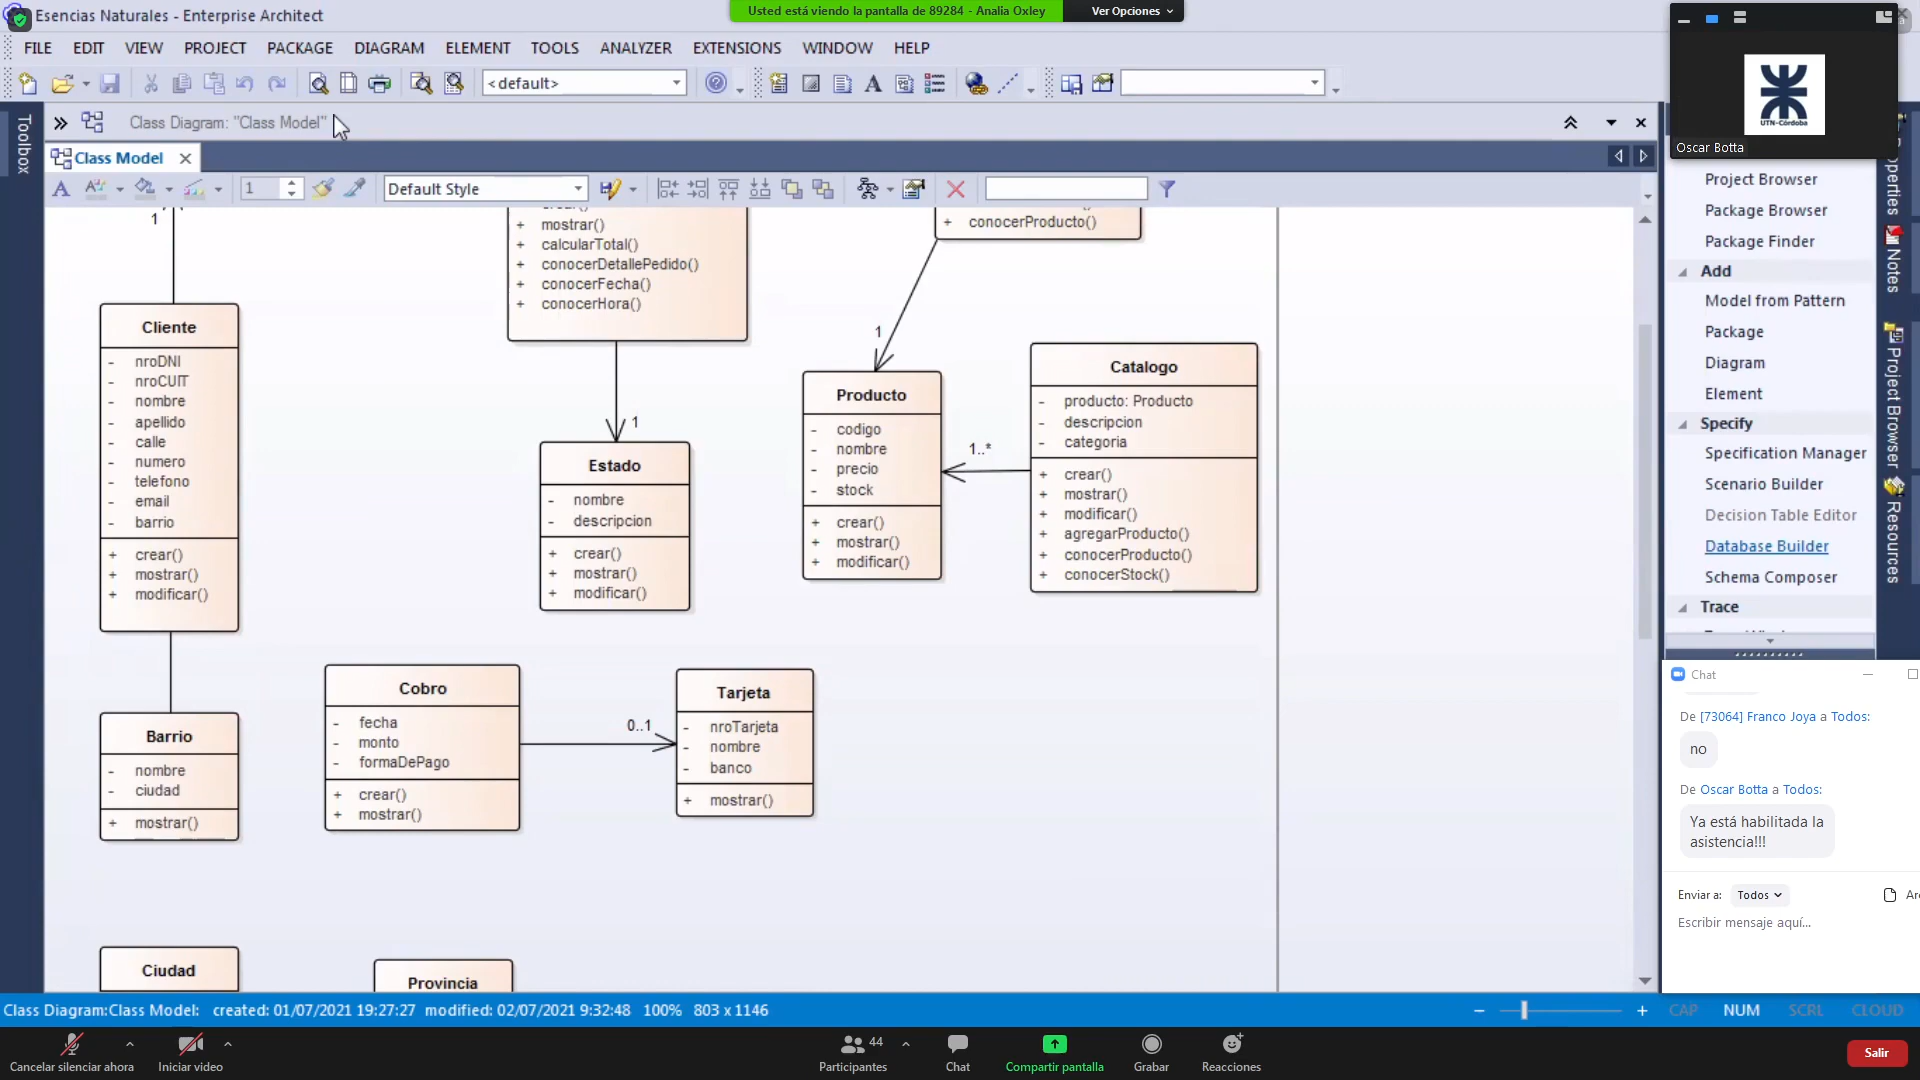 Esencias Naturales - Enterprise Architect
Usted está viendo la pantalla de 89284 - Analia Oxley
Ver Opciones
FILE EDIT VIEW PROJECT PACKAGE DIAGRAM ELEMENT TOOLS ANALYZER EXTENSIONS WINDOW HELP
<default>
UTN-Córdoba
Oscar Botta
Toolbox
Class Diagram: "Class Model"
Class Model
1
Default Style
1
mostrar()
+ calcularTotal()
+ conocerDetallePedido()
+ conocerFecha()
+ conocerHora()
+ conocerProducto()
Cliente
- nroDNI
- nroCUIT
- nombre
- apellido
- calle
- numero
- telefono
- email
- barrio
+ crear()
+ mostrar()
+ modificar()
1
Estado
- nombre
- descripcion
+ crear()
+ mostrar()
+ modificar()
1
Producto
- codigo
- nombre
- precio
- stock
+ crear()
+ mostrar()
+ modificar()
1..*
Catalogo
- producto: Producto
- descripcion
- categoria
+ crear()
+ mostrar()
+ modificar()
+ agregarProducto()
+ conocerProducto()
+ conocerStock()
Barrio
- nombre
- ciudad
+ mostrar()
Cobro
- fecha
- monto
- formaDePago
+ crear()
+ mostrar()
0..1
Tarjeta
- nroTarjeta
- nombre
- banco
+ mostrar()
Ciudad
Provincia
Project Browser
Package Browser
Package Finder
Add
Model from Pattern
Package
Diagram
Element
Specify
Specification Manager
Scenario Builder
Decision Table Editor
Database Builder
Schema Composer
Trace
Notes
Project Browser
Resources
Chat
De [73064] Franco Joya a Todos:
no
De Oscar Botta a Todos:
Ya está habilitada la
asistencia!!!
Enviar a: Todos
Escribir mensaje aquí...
Class Diagram:Class Model: created: 01/07/2021 19:27:27 modified: 02/07/2021 9:32:48 100% 803 x 1146
CAP NUM SCRL CLOUD
Cancelar silenciar ahora
Iniciar video
44
Participantes
Chat
Compartir pantalla
Grabar
Reacciones
Salir